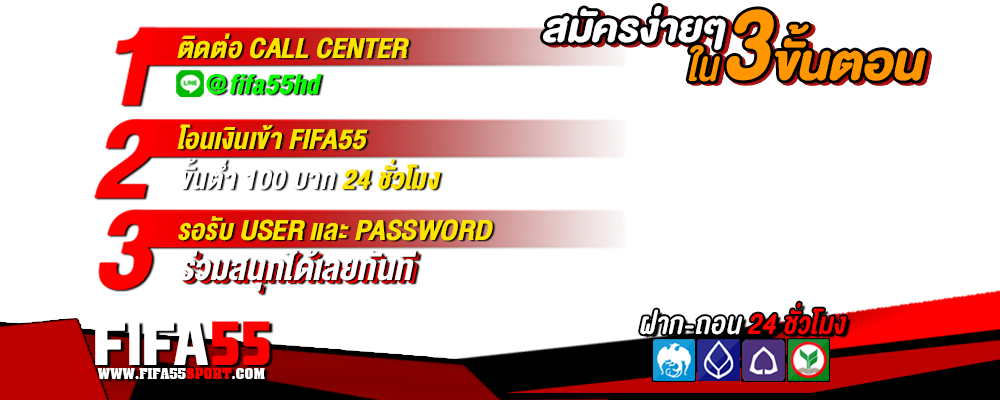 สมัครง่ายๆ
ใน 3 ขั้นตอน
1 ติดต่อ CALL CENTER
LINE @fifa55hd
2 โอนเงินเข้า FIFA55
ขั้นต่ำ 100 บาท 24 ชั่วโมง
3 รอรับ USER และ PASSWORD
ร่วมสนุกได้เลยทันที
FIFA55
WWW.FIFA55SPORT.COM
ฝาก-ถอน 24 ชั่วโมง